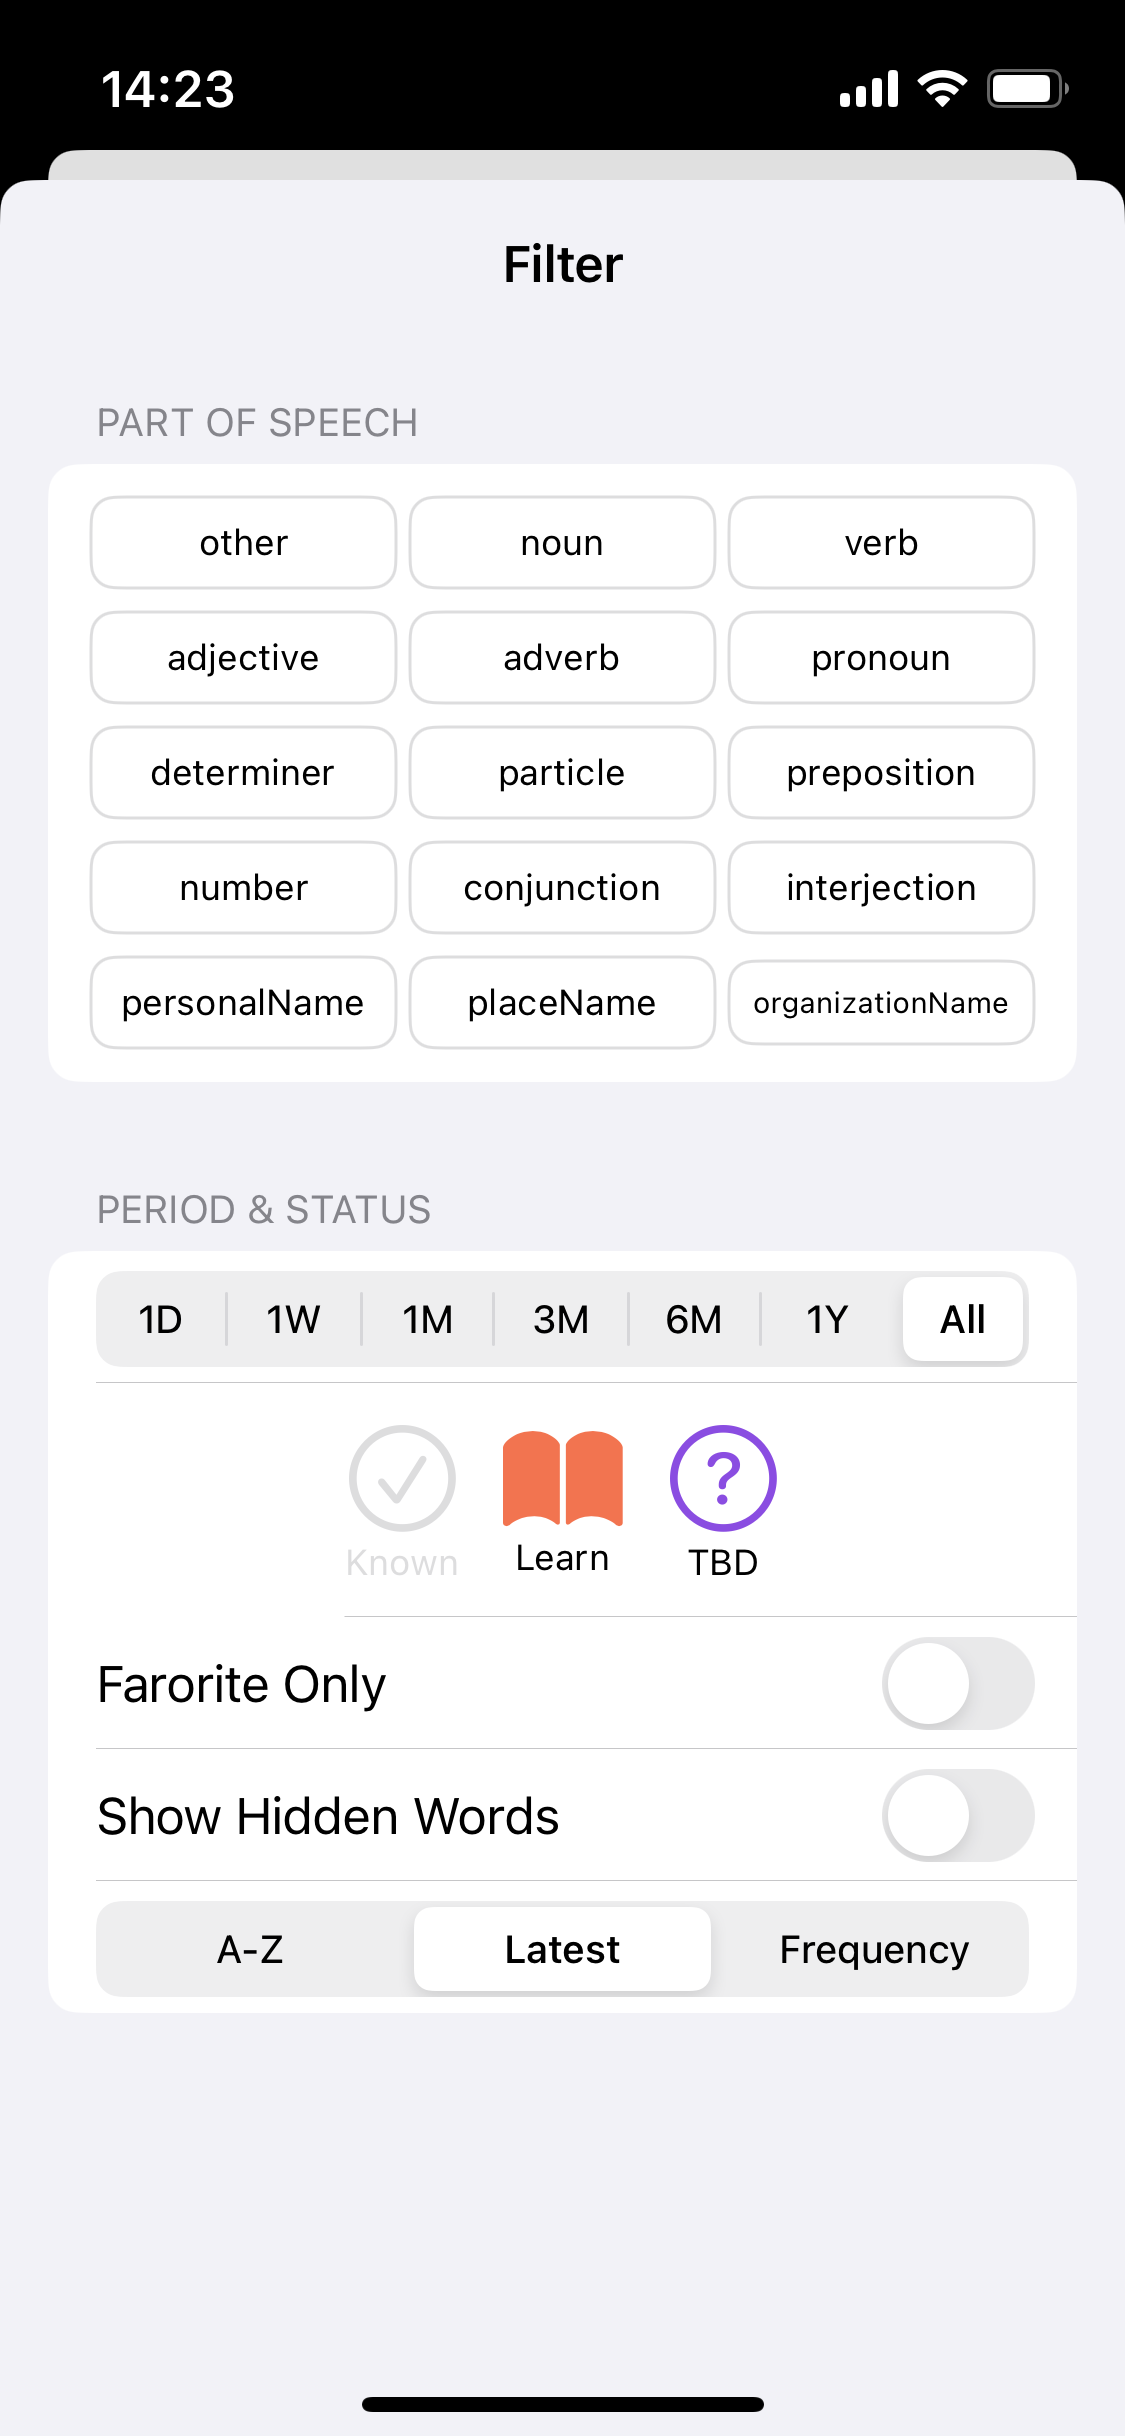 14:23
Filter
PART OF SPEECH
other noun verb
adjective adverb pronoun
determiner particle preposition
number conjunction interjection
personalName placeName organizationName
PERIOD & STATUS
1D 1W 1M 3M 6M 1Y All
Known Learn TBD
Farorite Only
Show Hidden Words
A-Z Latest Frequency